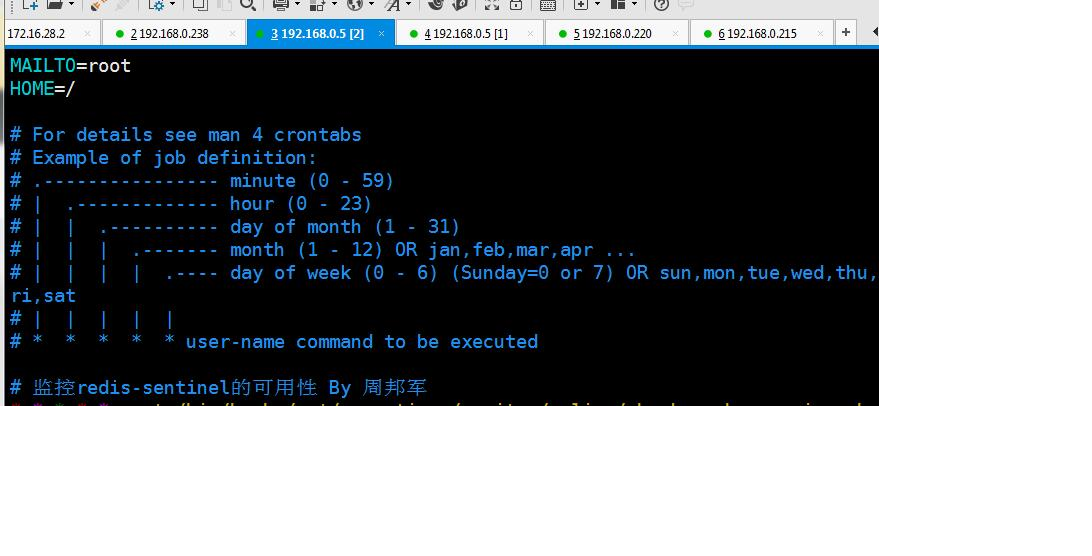 172.16.28.2 2 192.168.0.238 3 192.168.0.5 [2] 4 192.168.0.5 [1] 5 192.168.0.220 6 192.168.0.215
MAILTO=root
HOME=/
# For details see man 4 crontabs
# Example of job definition:
# .---------------- minute (0 - 59)
# |  .------------- hour (0 - 23)
# |  |  .---------- day of month (1 - 31)
# |  |  |  .------- month (1 - 12) OR jan,feb,mar,apr ...
# |  |  |  |  .---- day of week (0 - 6) (Sunday=0 or 7) OR sun,mon,tue,wed,thu,
ri,sat
# |  |  |  |  |
# *  *  *  *  * user-name command to be executed
# 监控redis-sentinel的可用性 By 周邦军